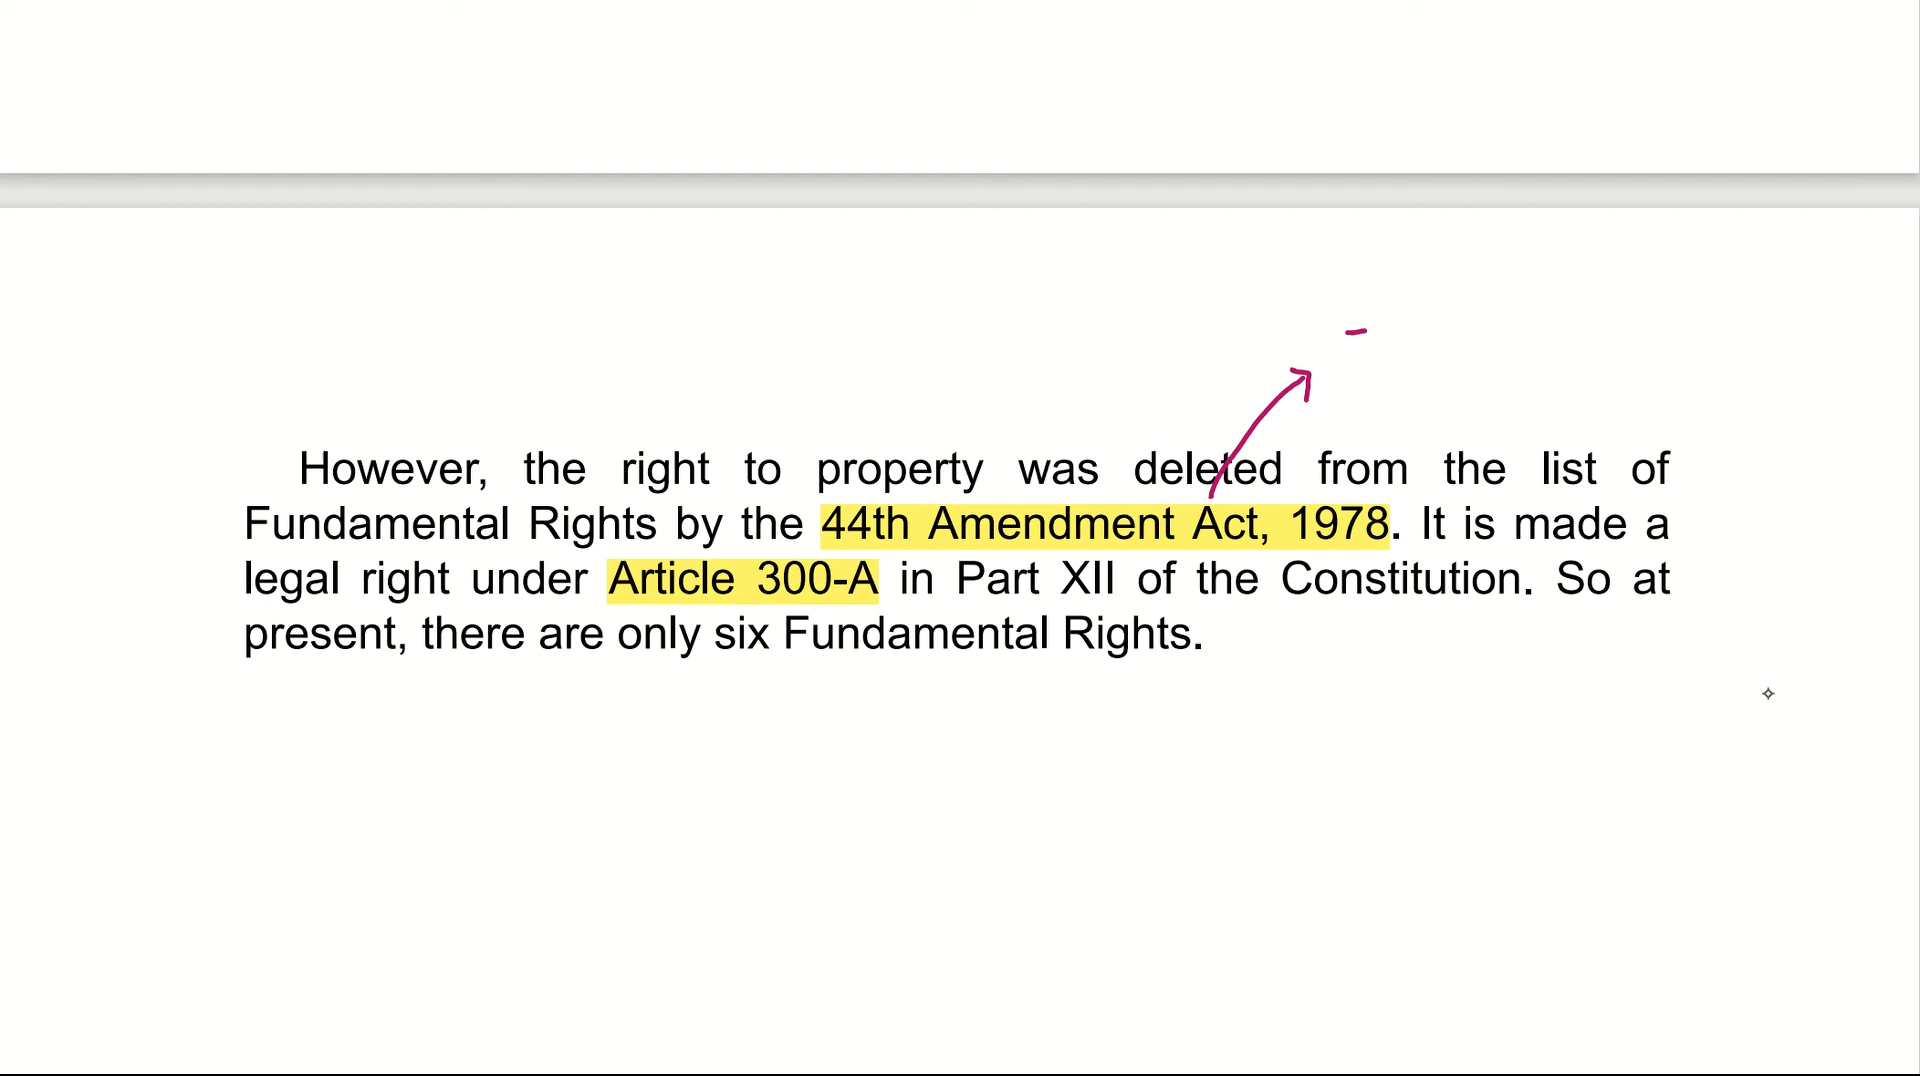 However, the right to property was deleted from the list of
Fundamental Rights by the 44th Amendment Act, 1978. It is made a
legal right under Article 300-A in Part XII of the Constitution. So at
present, there are only six Fundamental Rights.